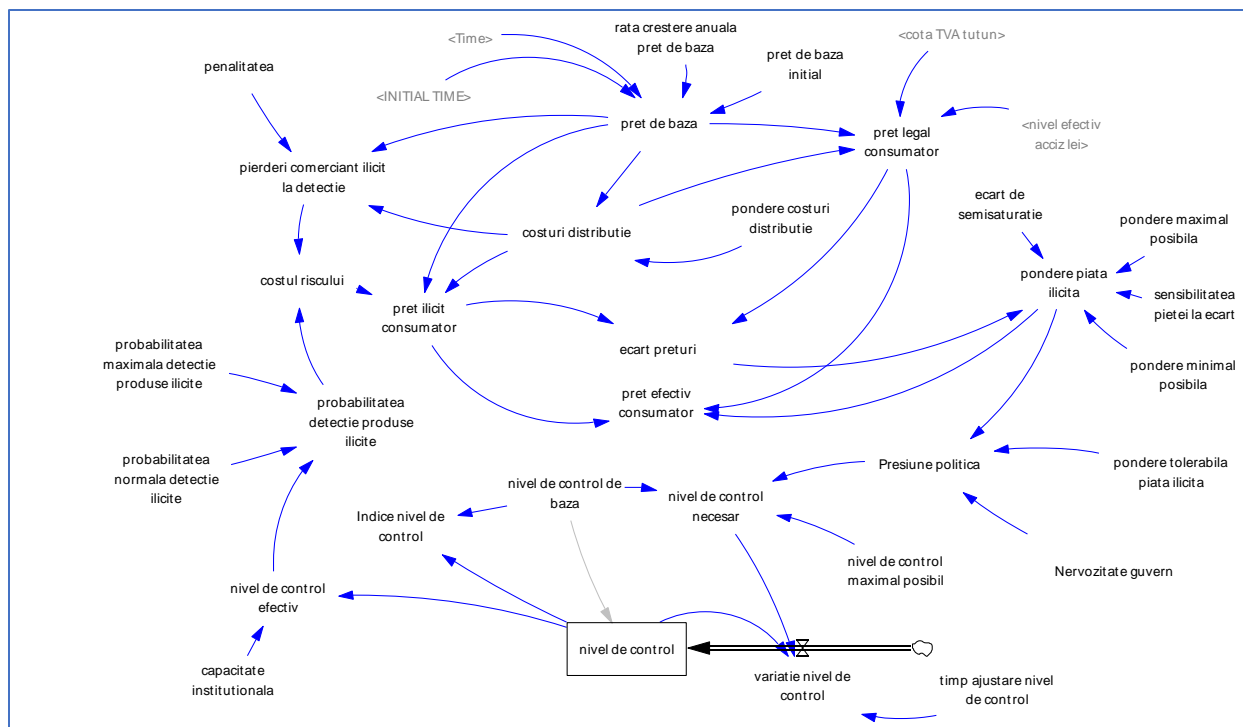 <Time>
rata crestere anuala
pret de baza
<cota TVA tutun>
penalitatea
pret de baza
initial
<INITIAL TIME>
pret de baza
pret legal
consumator
<nivel efectiv
acciz lei>
pierderi comerciant ilicit
la detectie
ecart de
semisaturatie
pondere costuri
distributie
pondere maximal
posibila
costuri distributie
costul riscului
pondere piata
ilicita
pret ilicit
consumator
sensibilitatea
pietei la ecart
ecart preturi
probabilitatea
maximala detectie
produse ilicite
pondere minimal
posibila
pret efectiv
consumator
probabilitatea
detectie produse
ilicite
probabilitatea
normala detectie
ilicite
Presiune politica
pondere tolerabila
piata ilicita
nivel de control de
baza
nivel de control
necesar
Indice nivel de
control
nivel de control
maximal posibil
Nervozitate guvern
nivel de control
efectiv
nivel de control
capacitate
institutionala
variatie nivel de
control
timp ajustare nivel
de control